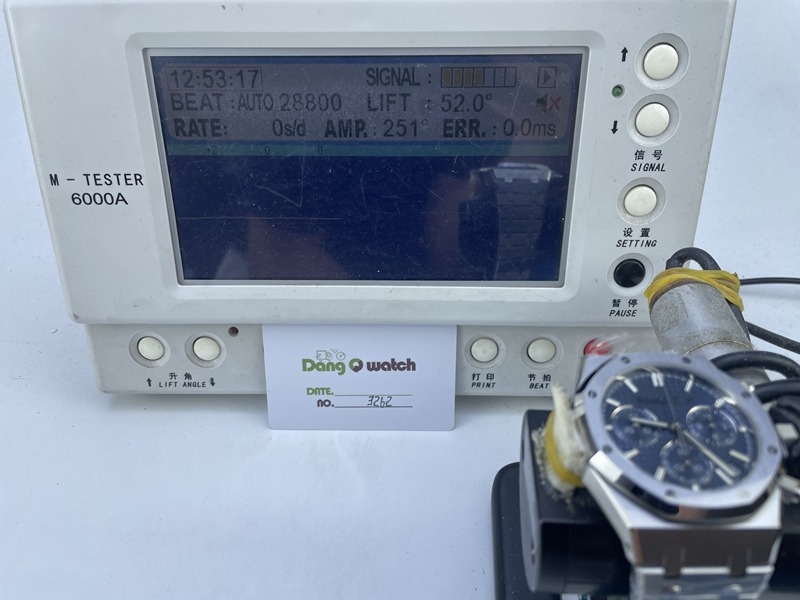 12:53:17 SIGNAL :
BEAT : AUTO 28800 LIFT : 52.0°
RATE: 0s/d AMP. : 251° ERR. : 0.0ms
M - TESTER
6000A
信号
SIGNAL
设置
SETTING
暂停
PAUSE
升角
LIFT ANGLE
打印
PRINT
节拍
BEAT
Dang Q watch
DATE.
NO. 3262